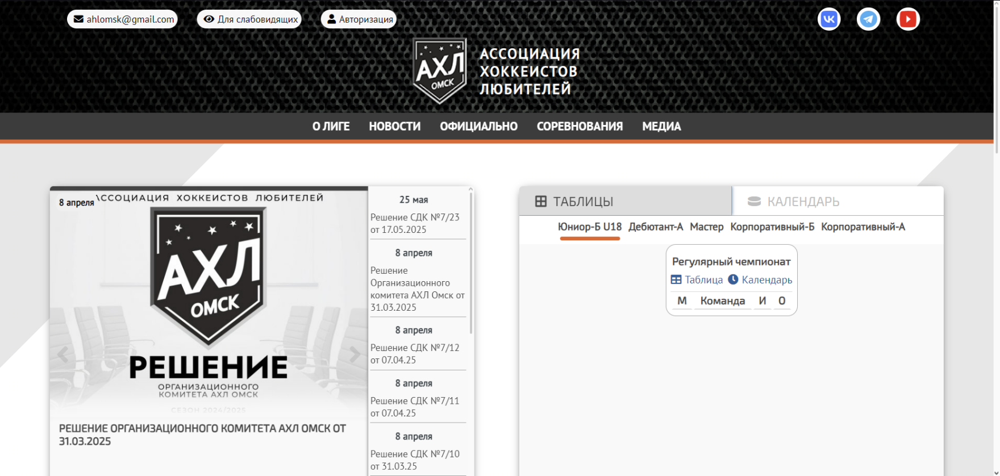 ahlomsk@gmail.com
Для слабовидящих
Авторизация
АХЛ
ОМСК
АССОЦИАЦИЯ
ХОККЕИСТОВ
ЛЮБИТЕЛЕЙ
О ЛИГЕ
НОВОСТИ
ОФИЦИАЛЬНО
СОРЕВНОВАНИЯ
МЕДИА
8 апреля
АССОЦИАЦИЯ ХОККЕИСТОВ ЛЮБИТЕЛЕЙ
АХЛ
ОМСК
РЕШЕНИЕ
ОРГАНИЗАЦИОННОГО
КОМИТЕТА АХЛ ОМСК
СЕЗОН 2024/2025
РЕШЕНИЕ ОРГАНИЗАЦИОННОГО КОМИТЕТА АХЛ ОМСК ОТ
31.03.2025
25 мая
Решение СДК №7/23
от 17.05.2025
8 апреля
Решение
Организационного
комитета АХЛ Омск от
31.03.2025
8 апреля
Решение СДК №7/12
от 07.04.25
8 апреля
Решение СДК №7/11
от 07.04.25
8 апреля
Решение СДК №7/10
от 31.03.25
ТАБЛИЦЫ
КАЛЕНДАРЬ
Юниор-Б U18 Дебютант-А Мастер Корпоративный-Б Корпоративный-А
Регулярный чемпионат
Таблица Календарь
М Команда И О